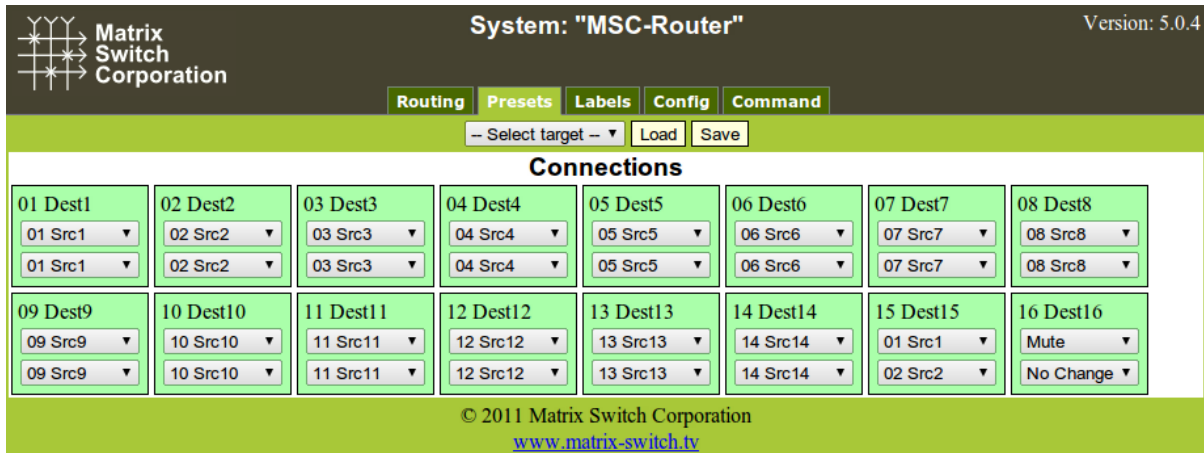 Matrix
Switch
Corporation
System: "MSC-Router"
Version: 5.0.4
Routing Presets Labels Config Command
-- Select target -- Load Save
Connections
01 Dest1 02 Dest2 03 Dest3 04 Dest4 05 Dest5 06 Dest6 07 Dest7 08 Dest8
01 Src1 02 Src2 03 Src3 04 Src4 05 Src5 06 Src6 07 Src7 08 Src8
01 Src1 02 Src2 03 Src3 04 Src4 05 Src5 06 Src6 07 Src7 08 Src8
09 Dest9 10 Dest10 11 Dest11 12 Dest12 13 Dest13 14 Dest14 15 Dest15 16 Dest16
09 Src9 10 Src10 11 Src11 12 Src12 13 Src13 14 Src14 01 Src1 Mute
09 Src9 10 Src10 11 Src11 12 Src12 13 Src13 14 Src14 02 Src2 No Change
© 2011 Matrix Switch Corporation
www.matrix-switch.tv